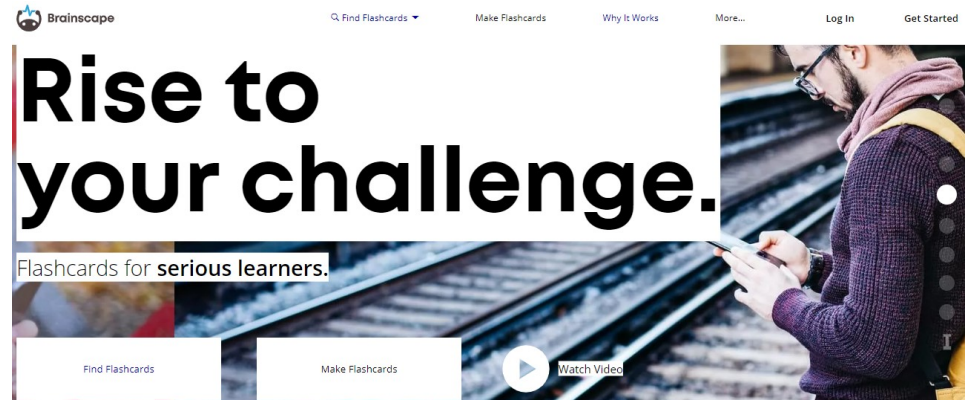 Brainscape
Find Flashcards
Make Flashcards
Why It Works
More...
Log In
Get Started
Rise to
your challenge.
Flashcards for serious learners.
Find Flashcards
Make Flashcards
Watch Video